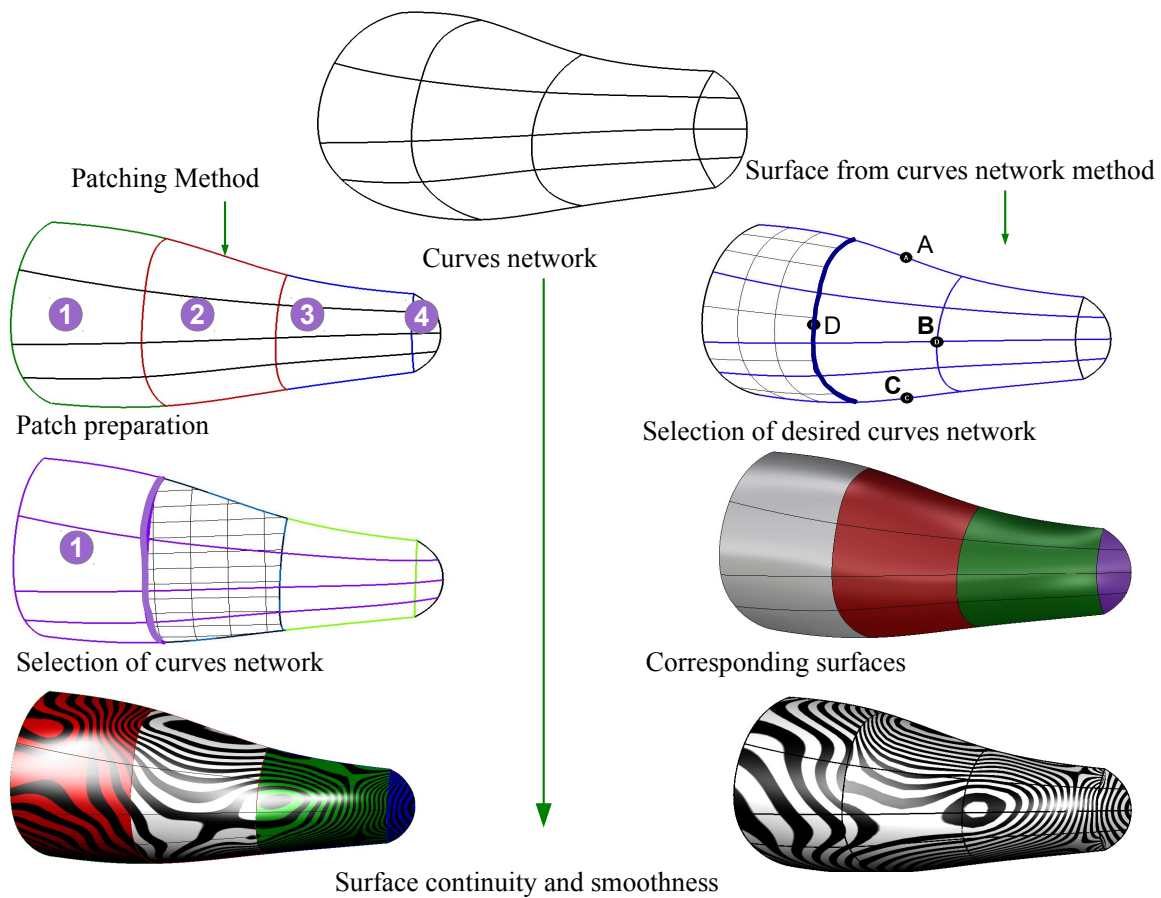 Patching Method
Surface from curves network method
Curves network
1
2
3
4
A
A
D
B
C
Patch preparation
Selection of desired curves network
1
Selection of curves network
Corresponding surfaces
Surface continuity and smoothness